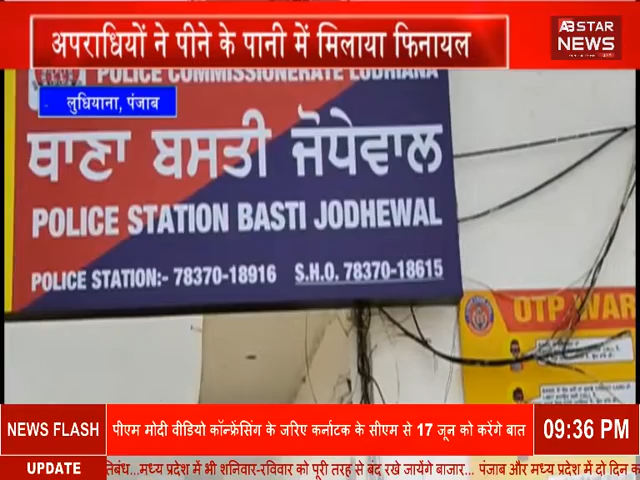 अपराधियों ने पीने के पानी में मिलाया फिनायल
AB STAR
NEWS
POLICE COMMISSIONERATE LUDHIANA
लुधियाना, पंजाब
ਥਾਣਾ ਬਸਤੀ ਜੋਧੇਵਾਲ
POLICE STATION BASTI JODHEWAL
POLICE STATION:- 78370-18916 S.H.O. 78370-18615
OTP WAR
NEWS FLASH
पीएम मोदी वीडियो कॉन्फ्रेंसिंग के जरिए कर्नाटक के सीएम से 17 जून को करेंगे बात
09:36 PM
UPDATE
तिबंध...मध्य प्रदेश में भी शनिवार-रविवार को पूरी तरह से बंद रखे जायेंगे बाजार... पंजाब और मध्य प्रदेश में दो दिन क